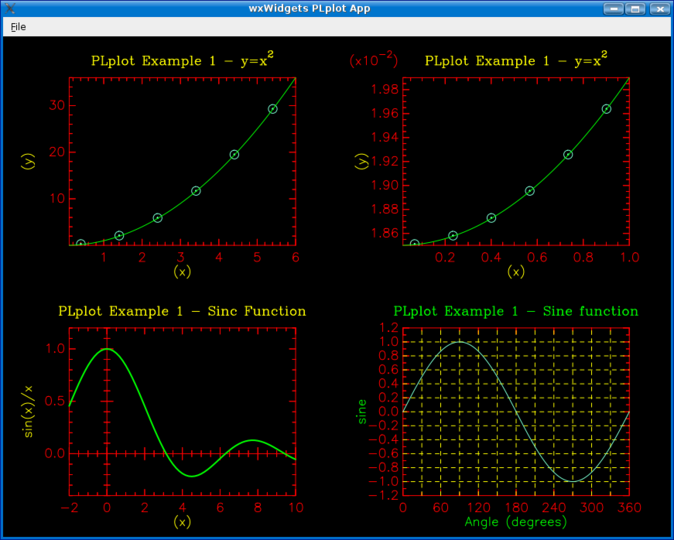 wxWidgets PLplot App
File
PLplot Example 1 - y=x²
30
20
10
(y)
1 2 3 4 5 6
(x)
(x10⁻²)
PLplot Example 1 - y=x²
1.98
1.96
1.94
1.92
1.90
1.88
1.86
(y)
0.2 0.4 0.6 0.8 1.0
(x)
PLplot Example 1 - Sinc Function
1.0
0.5
0.0
sin(x)/x
-2 0 2 4 6 8 10
(x)
PLplot Example 1 - Sine function
1.2
1.0
0.8
0.6
0.4
0.2
0.0
-0.2
-0.4
-0.6
-0.8
-1.0
-1.2
sine
0 60 120 180 240 300 360
Angle (degrees)